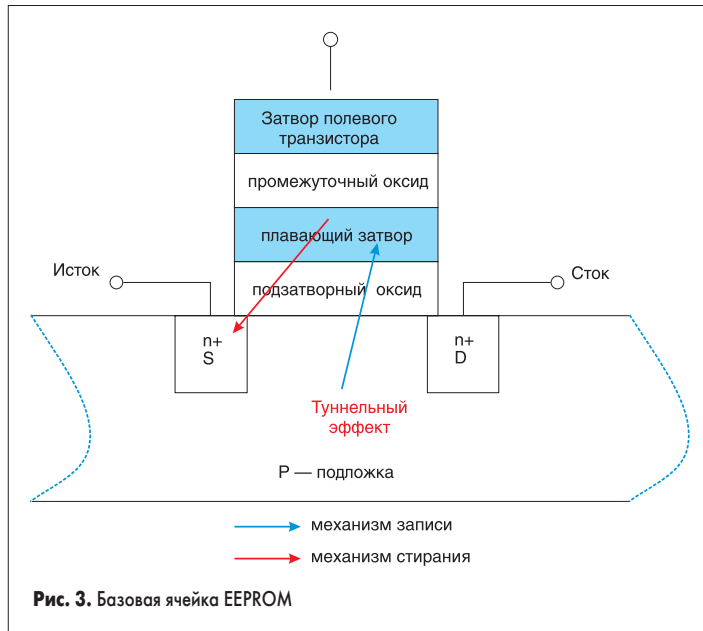 Затвор полевого
транзистора
промежуточный оксид
плавающий затвор
Исток
Сток
подзатворный оксид
n+
S
n+
D
Туннельный
эффект
P — подложка
механизм записи
механизм стирания
Рис. 3. Базовая ячейка EEPROM